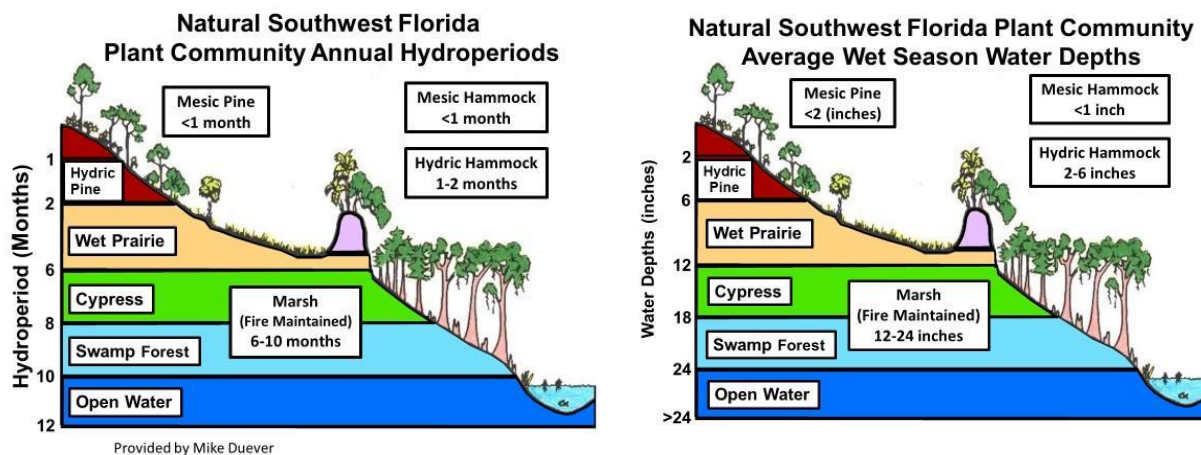 Natural Southwest Florida
Plant Community Annual Hydroperiods
Mesic Pine
<1 month
Mesic Hammock
<1 month
Hydric Hammock
1-2 months
Hydroperiod (Months)
1
Hydric
Pine
2
Wet Prairie
6
Cypress
Marsh
(Fire Maintained)
6-10 months
8
Swamp Forest
10
Open Water
12
Provided by Mike Duever
Natural Southwest Florida Plant Community
Average Wet Season Water Depths
Mesic Pine
<2 (inches)
Mesic Hammock
<1 inch
Hydric Hammock
2-6 inches
Water Depths (inches)
2
Hydric
Pine
6
Wet Prairie
12
Cypress
Marsh
(Fire Maintained)
12-24 inches
18
Swamp Forest
24
Open Water
>24